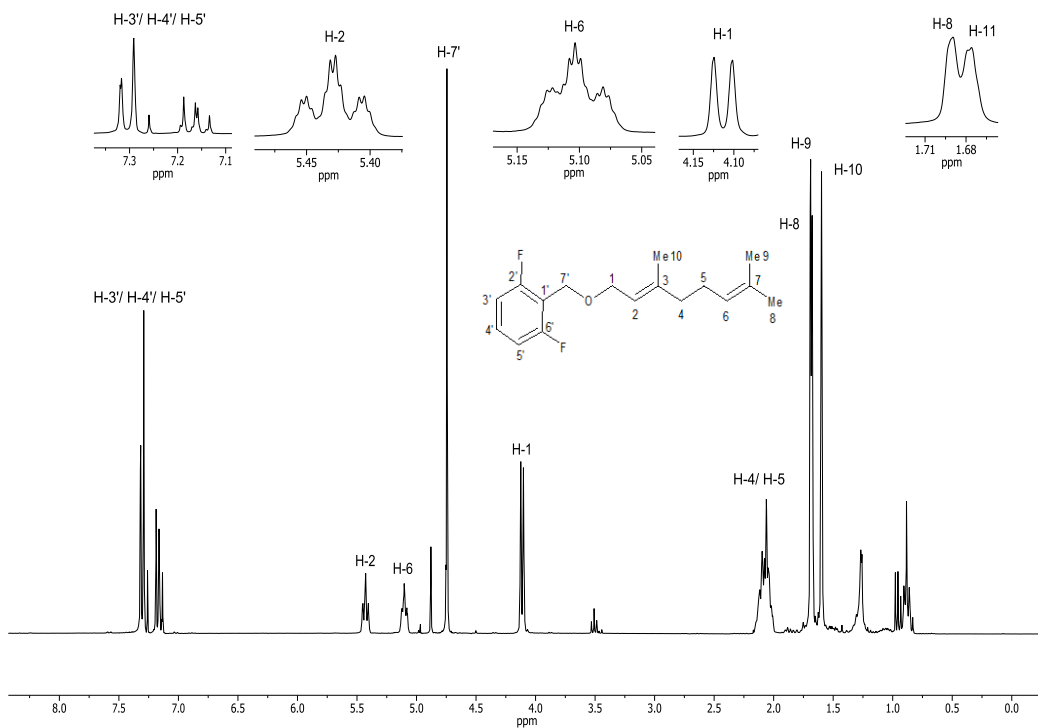 H-3'/ H-4'/ H-5'
7.3 7.2 7.1
ppm
H-2
5.45 5.40
ppm
H-7'
H-6
5.15 5.10 5.05
ppm
H-1
4.15 4.10
ppm
H-8
H-11
1.71 1.68
ppm
H-9
H-10
H-8
Me 10
Me 9
F
2'
7'
1
3
5
7
3'
1'
O
2
4
6
Me
8
4'
6'
5'
F
H-3'/ H-4'/ H-5'
H-2
H-6
H-1
H-4/ H-5
8.0 7.5 7.0 6.5 6.0 5.5 5.0 4.5 4.0 3.5 3.0 2.5 2.0 1.5 1.0 0.5 0.0
ppm